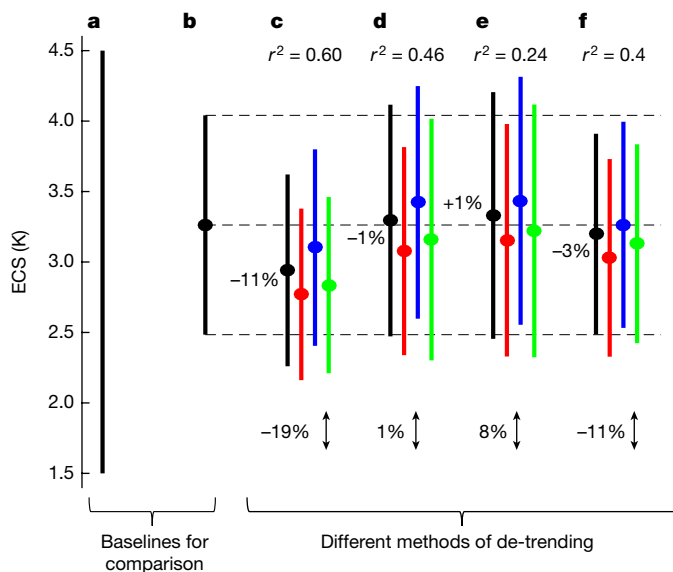 a b c d e f
r² = 0.60 r² = 0.46 r² = 0.24 r² = 0.4
4.5
4.0
3.5
3.0
2.5
2.0
1.5
ECS (K)
–11%
–1%
+1%
–3%
–19% 1% 8% –11%
Baselines for
comparison
Different methods of de-trending